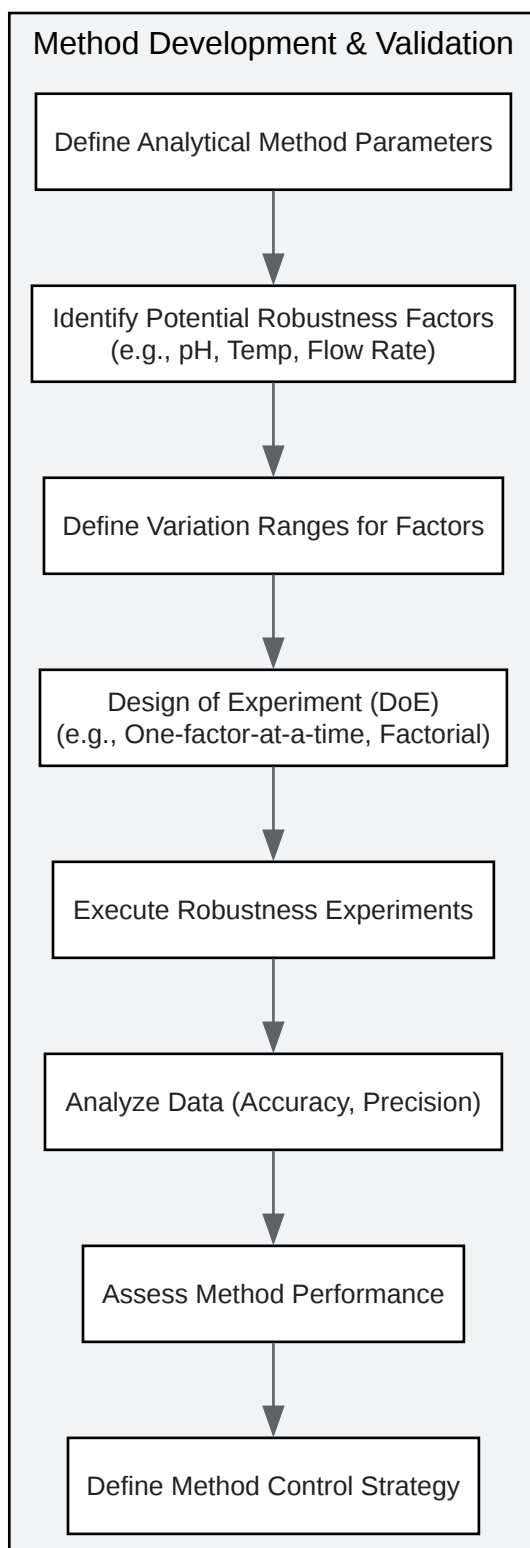 Method Development & Validation
Define Analytical Method Parameters
Identify Potential Robustness Factors
(e.g., pH, Temp, Flow Rate)
Define Variation Ranges for Factors
Design of Experiment (DoE)
(e.g., One-factor-at-a-time, Factorial)
Execute Robustness Experiments
Analyze Data (Accuracy, Precision)
Assess Method Performance
Define Method Control Strategy